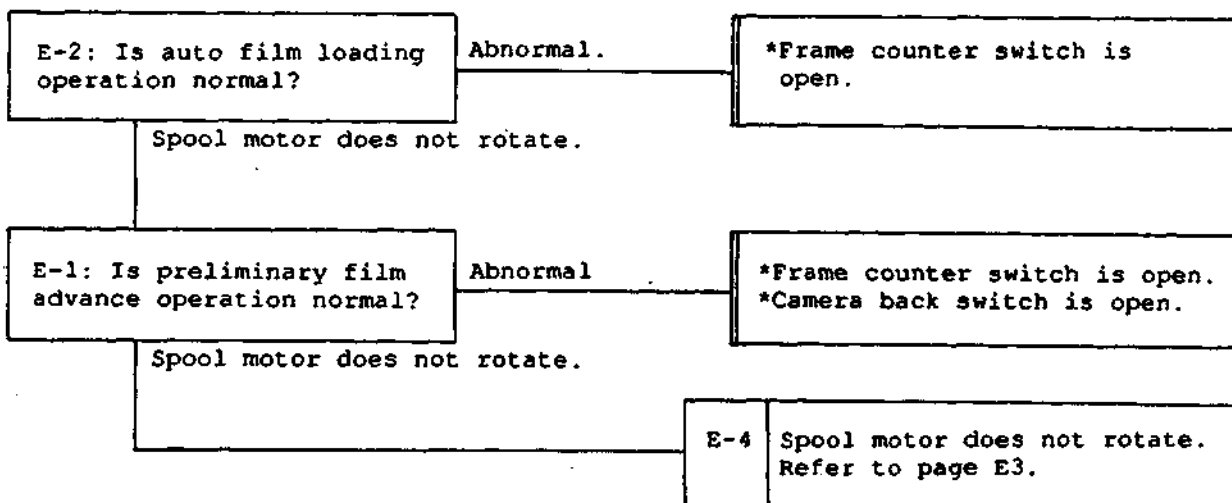 E-2: Is auto film loading
operation normal?
Abnormal.
*Frame counter switch is
open.
Spool motor does not rotate.
E-1: Is preliminary film
advance operation normal?
Abnormal
*Frame counter switch is open.
*Camera back switch is open.
Spool motor does not rotate.
E-4
Spool motor does not rotate.
Refer to page E3.